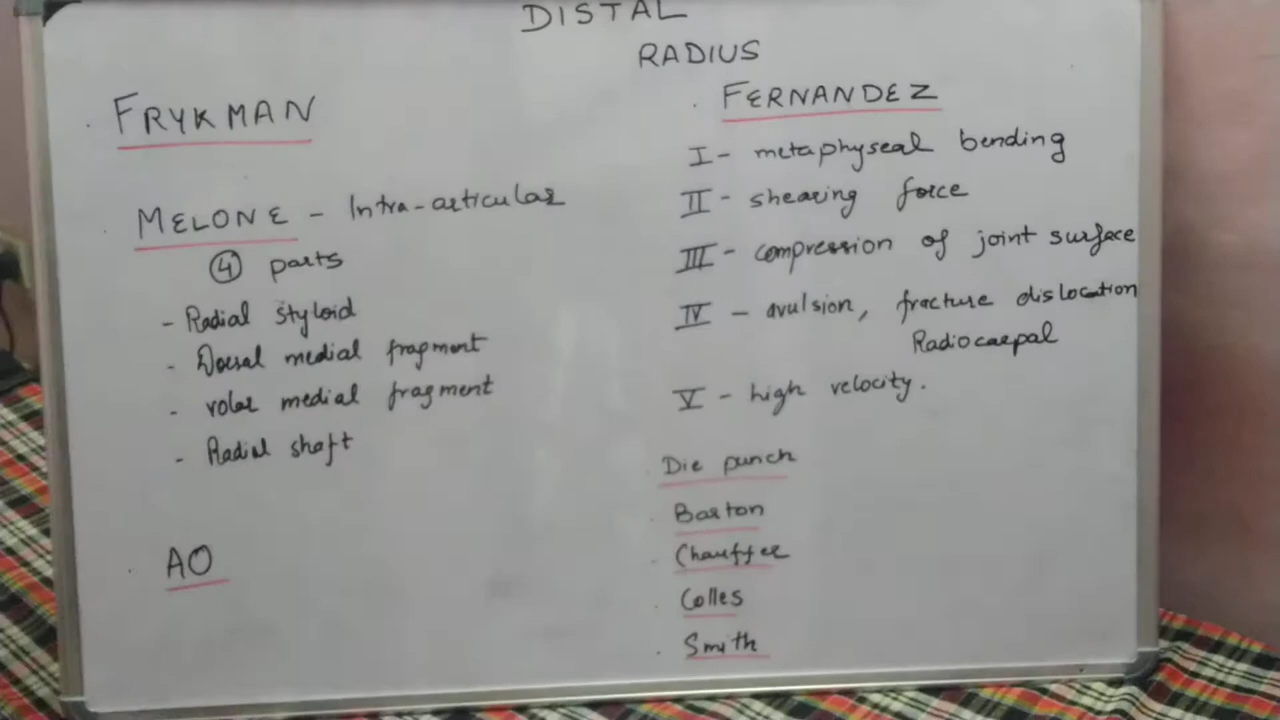 DISTAL
RADIUS
FRYKMAN
MELONE - Intra-articular
④ parts
- Radial styloid
- Dorsal medial fragment
- volar medial fragment
- Radial shaft
AO
FERNANDEZ
I - metaphyseal bending
II - shearing force
III - compression of joint surface
IV - avulsion, fracture dislocation
Radiocarpal
V - high velocity.
Die punch
Barton
Chauffer
Colles
Smith